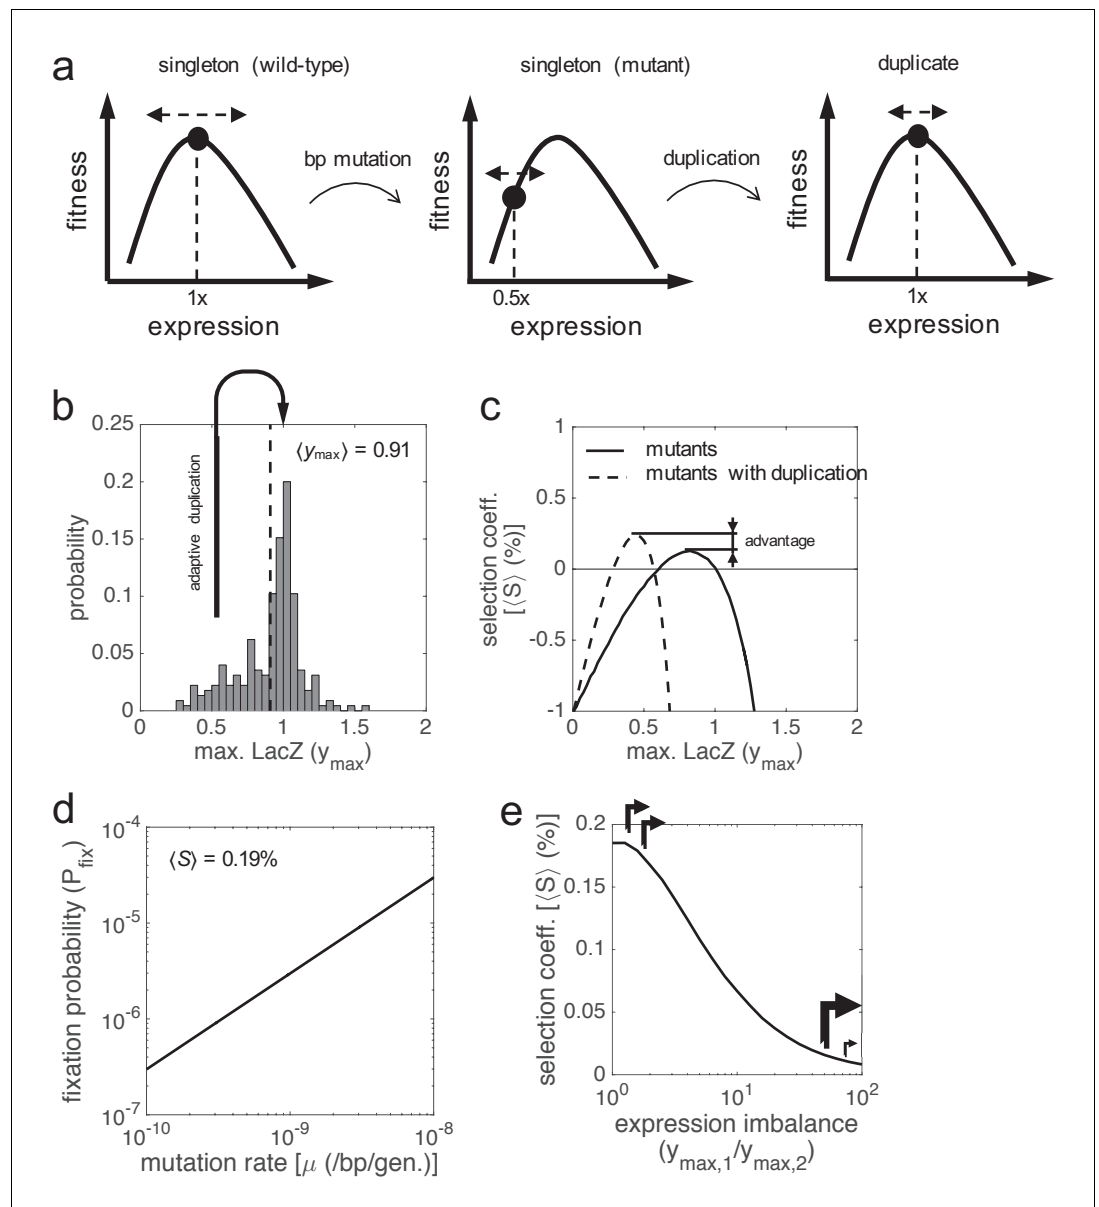 a
singleton (wild-type)
singleton (mutant)
duplicate
fitness
bp mutation
fitness
duplication
fitness
1x
0.5x
1x
expression
expression
expression
b
0.25
0.2
0.15
0.1
0.05
0
probability
adaptive duplication
⟨y_max⟩ = 0.91
0 0.5 1 1.5 2
max. LacZ (y_max)
c
1
0.5
0
-0.5
-1
selection coeff.
[⟨S⟩ (%)]
mutants
mutants with duplication
advantage
0 0.5 1 1.5 2
max. LacZ (y_max)
d
10^-4
10^-5
10^-6
10^-7
fixation probability (P_fix)
⟨S⟩ = 0.19%
10^-10 10^-9 10^-8
mutation rate [μ (/bp/gen.)]
e
0.2
0.15
0.1
0.05
0
selection coeff. [⟨S⟩ (%)]
10^0 10^1 10^2
expression imbalance
(y_max,1/y_max,2)